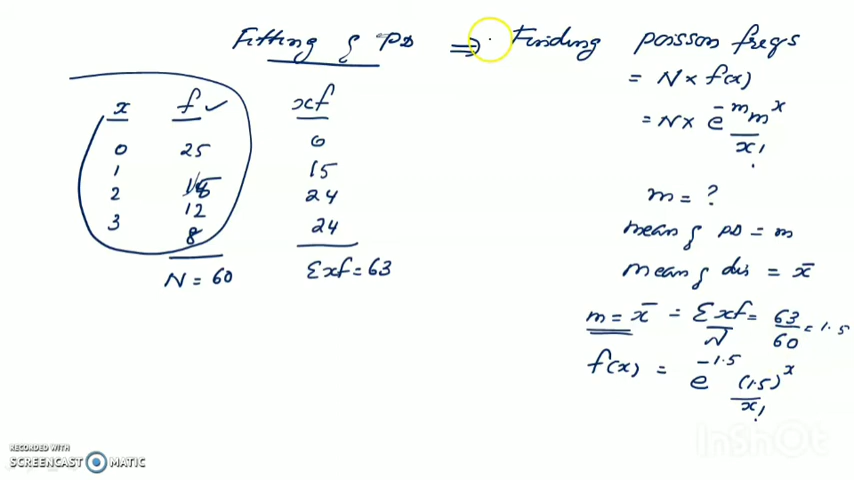 Fitting of PD ⇒ Finding poisson freqs
= N × f(x)
= N × e^-m m^x / x!
x f ✓ xf
0 25 0
1 15 15
2 12 24
3 8 24
N = 60 Σxf = 63
m = ?
mean of PD = m
mean of dis = x̄
m = x̄ = Σxf / N = 63 / 60 = 1.5
f(x) = e^-1.5 (1.5)^x / x!
RECORDED WITH
SCREENCAST MATIC
InShOt